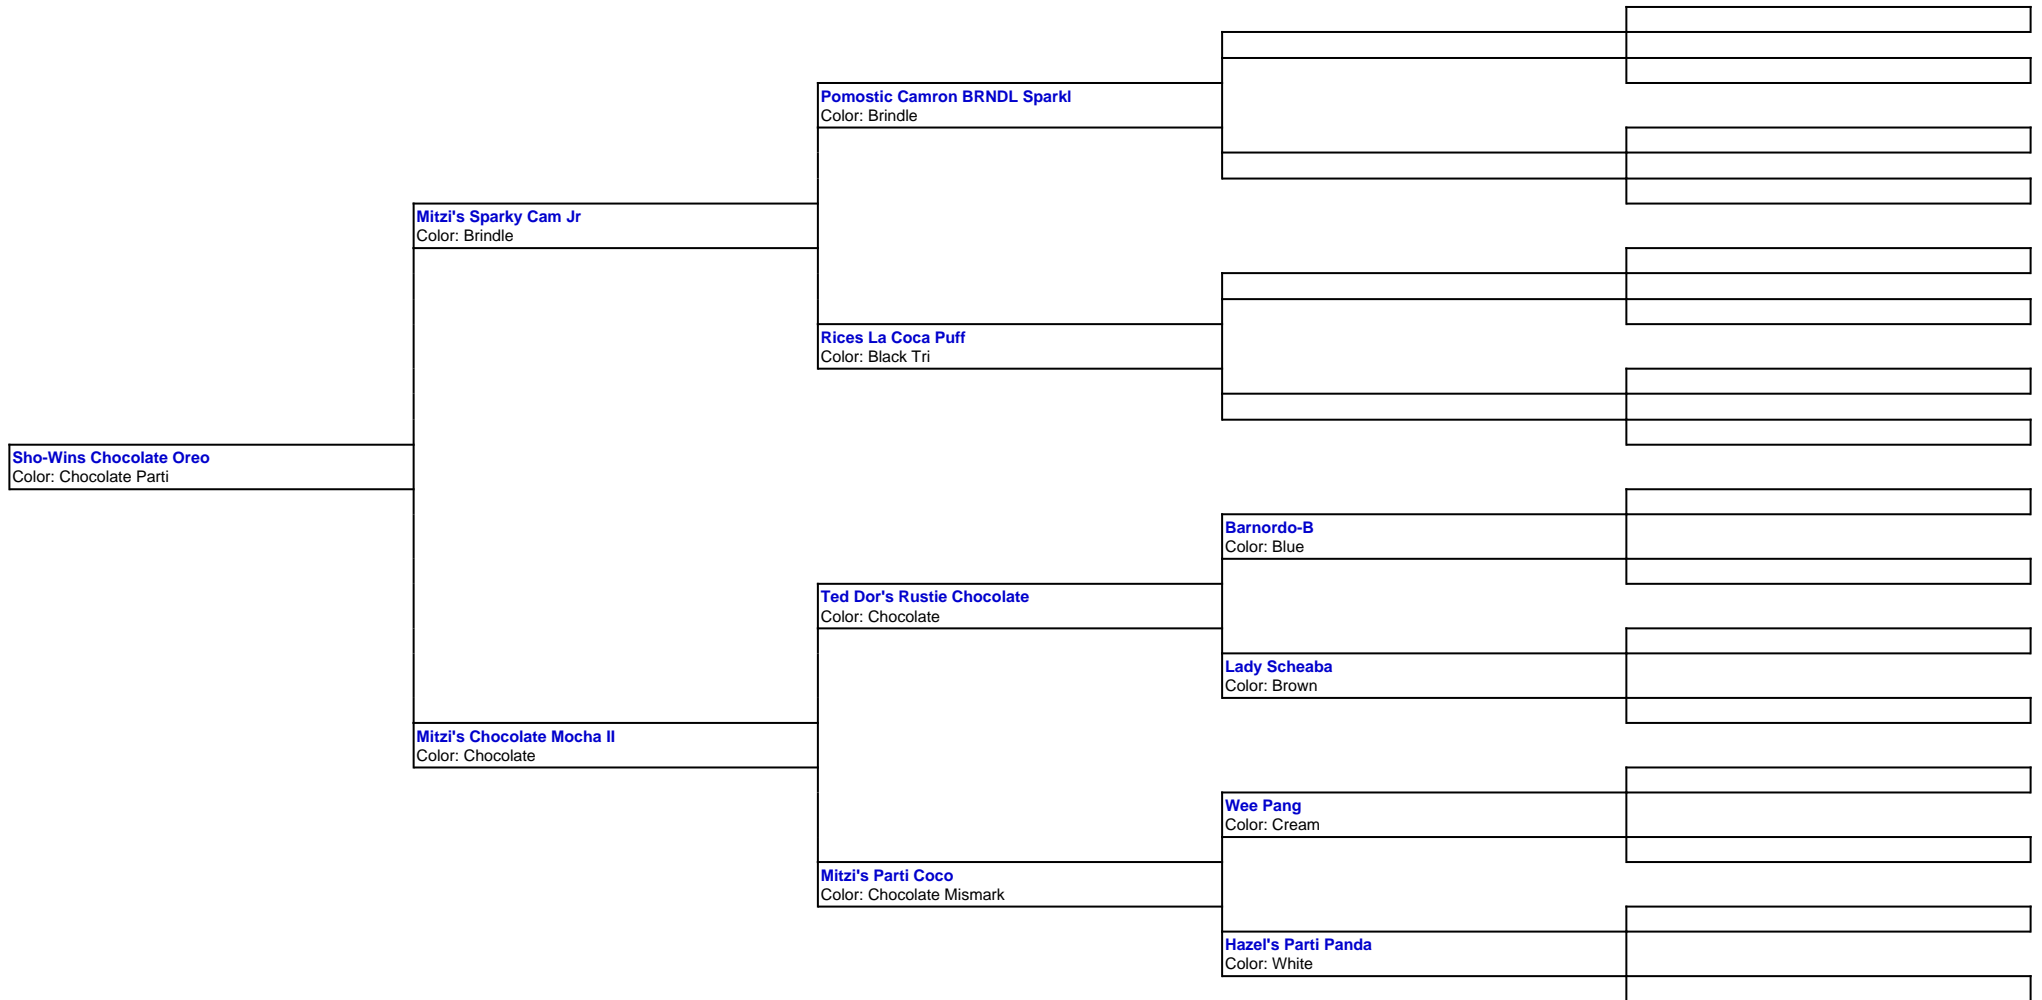 Pomostic Camron BRNDL Sparkl
Color: Brindle
Mitzi's Sparky Cam Jr
Color: Brindle
Rices La Coca Puff
Color: Black Tri
Sho-Wins Chocolate Oreo
Color: Chocolate Parti
Barnordo-B
Color: Blue
Ted Dor's Rustie Chocolate
Color: Chocolate
Lady Scheaba
Color: Brown
Mitzi's Chocolate Mocha II
Color: Chocolate
Wee Pang
Color: Cream
Mitzi's Parti Coco
Color: Chocolate Mismark
Hazel's Parti Panda
Color: White